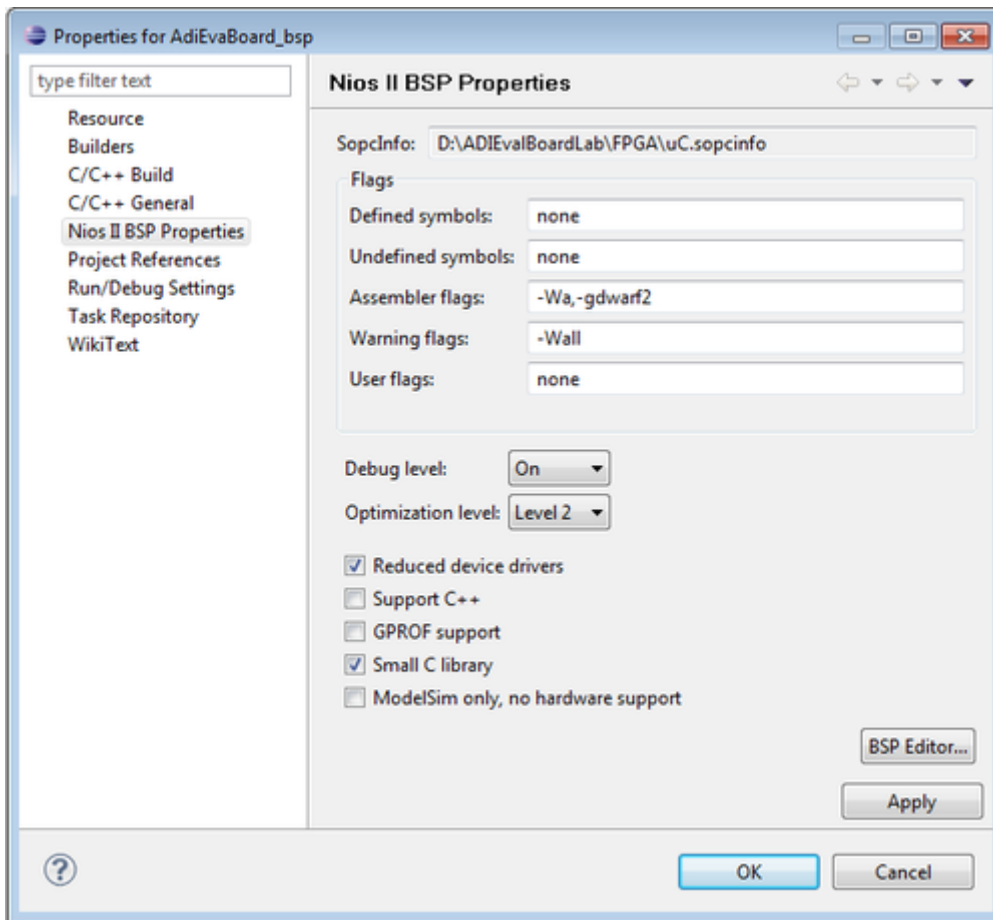 Properties for AdiEvaBoard_bsp
type filter text
Resource
Builders
C/C++ Build
C/C++ General
Nios II BSP Properties
Project References
Run/Debug Settings
Task Repository
WikiText
Nios II BSP Properties
SopcInfo: D:\ADIEvalBoardLab\FPGA\uC.sopcinfo
Flags
Defined symbols: none
Undefined symbols: none
Assembler flags: -Wa,-gdwarf2
Warning flags: -Wall
User flags: none
Debug level: On
Optimization level: Level 2
Reduced device drivers
Support C++
GPROF support
Small C library
ModelSim only, no hardware support
BSP Editor...
Apply
OK Cancel